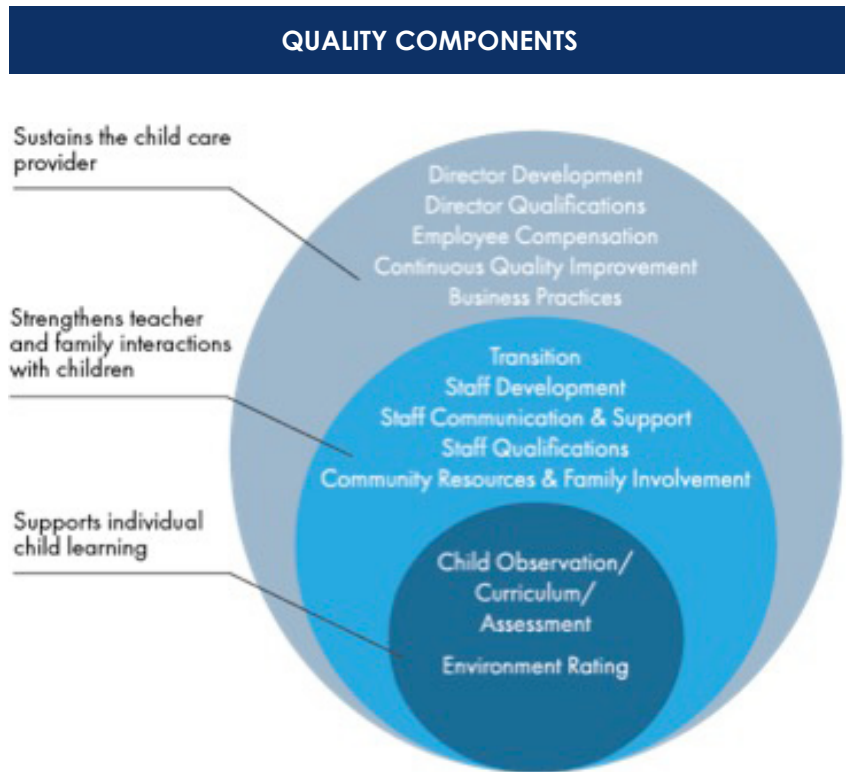 QUALITY COMPONENTS
Sustains the child care
provider
Director Development
Director Qualifications
Employee Compensation
Continuous Quality Improvement
Business Practices
Strengthens teacher
and family interactions
with children
Transition
Staff Development
Staff Communication & Support
Staff Qualifications
Community Resources & Family Involvement
Supports individual
child learning
Child Observation/
Curriculum/
Assessment
Environment Rating